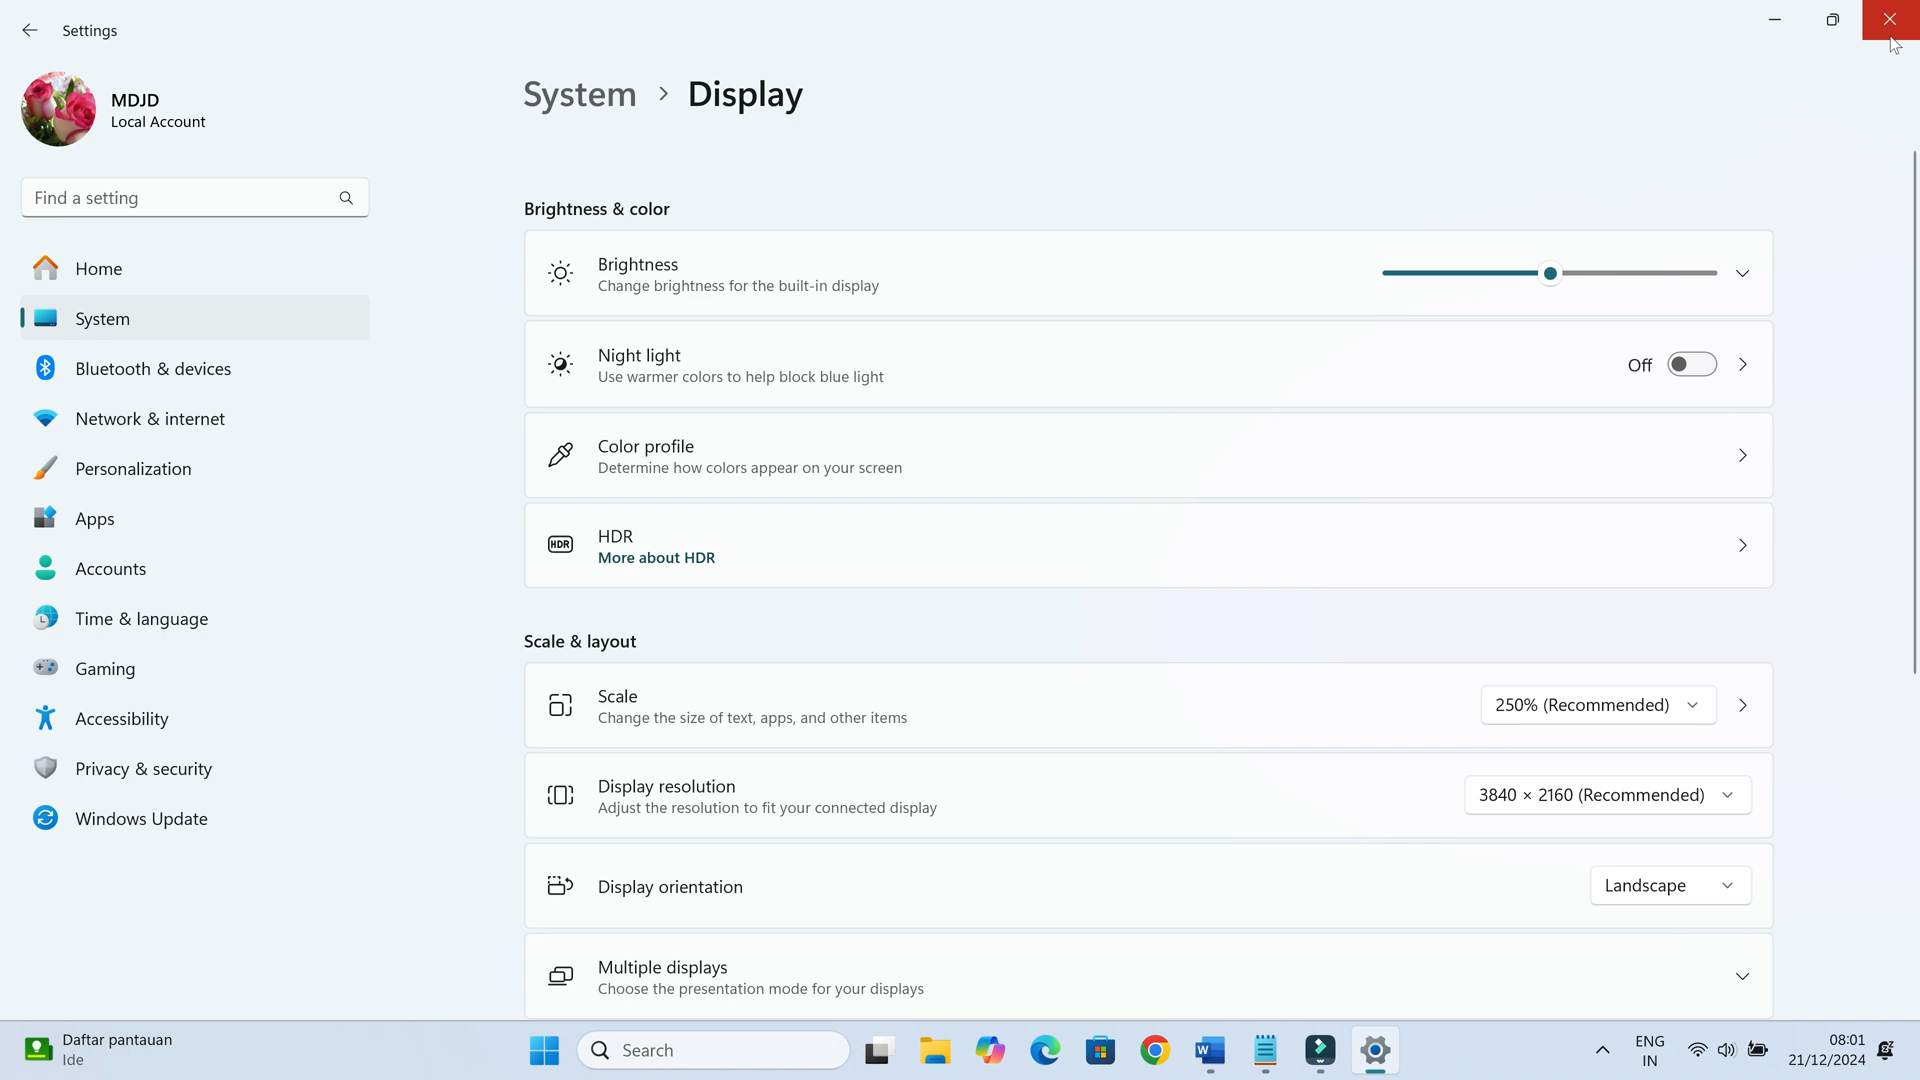 Settings
MDJD
Local Account
Find a setting
Home
System
Bluetooth & devices
Network & internet
Personalization
Apps
Accounts
Time & language
Gaming
Accessibility
Privacy & security
Windows Update
System > Display
Brightness & color
Brightness
Change brightness for the built-in display
Night light
Use warmer colors to help block blue light
Off
Color profile
Determine how colors appear on your screen
HDR
HDR
More about HDR
Scale & layout
Scale
Change the size of text, apps, and other items
250% (Recommended)
Display resolution
Adjust the resolution to fit your connected display
3840 × 2160 (Recommended)
Display orientation
Landscape
Multiple displays
Choose the presentation mode for your displays
Daftar pantauan
Ide
Search
W
ENG
IN
08:01
21/12/2024